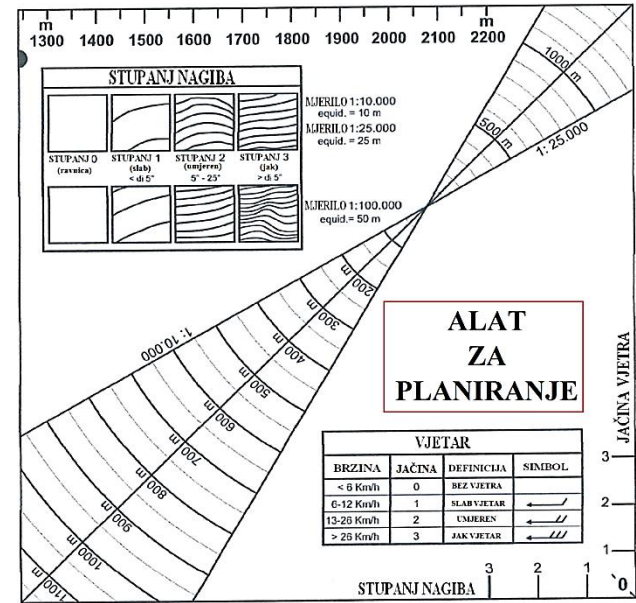 m m
1300 1400 1500 1600 1700 1800 1900 2000 2100 2200
STUPANJ NAGIBA
STUPANJ 0 (ravnica)
STUPANJ 1 (slab) < di 5°
STUPANJ 2 (umjeren) 5° - 25°
STUPANJ 3 (jak) > di 5°
MJERILO 1:10.000
equid. = 10 m
MJERILO 1:25.000
equid. = 25 m
MJERILO 1:100.000
equid. = 50 m
1000 m
500 m
1: 25.000
200 m
300 m
400 m
500 m
600 m
700 m
800 m
900 m
1000 m
1100 m
1: 10.000
ALAT
ZA
PLANIRANJE
VJETAR
BRZINA JAČINA DEFINICIJA SIMBOL
< 6 Km/h 0 BEZ VJETRA
6-12 Km/h 1 SLAB VJETAR
13-26 Km/h 2 UMJEREN
> 26 Km/h 3 JAK VJETAR
JAČINA VJETRA
3
2
1
STUPANJ NAGIBA 3 2 1 0